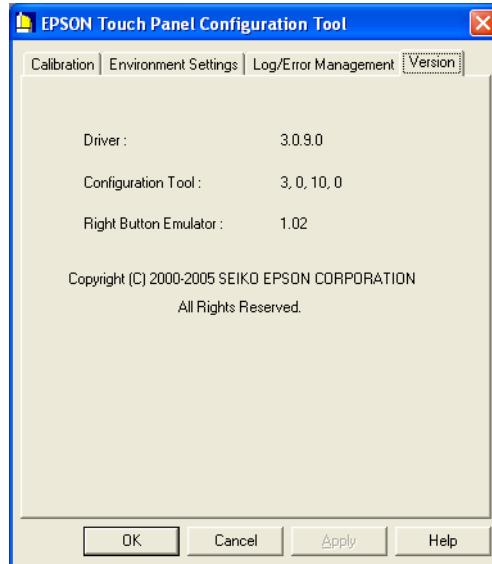 EPSON Touch Panel Configuration Tool
Calibration Environment Settings Log/Error Management Version
Driver : 3.0.9.0
Configuration Tool : 3, 0, 10, 0
Right Button Emulator : 1.02
Copyright (C) 2000-2005 SEIKO EPSON CORPORATION
All Rights Reserved.
OK Cancel Apply Help